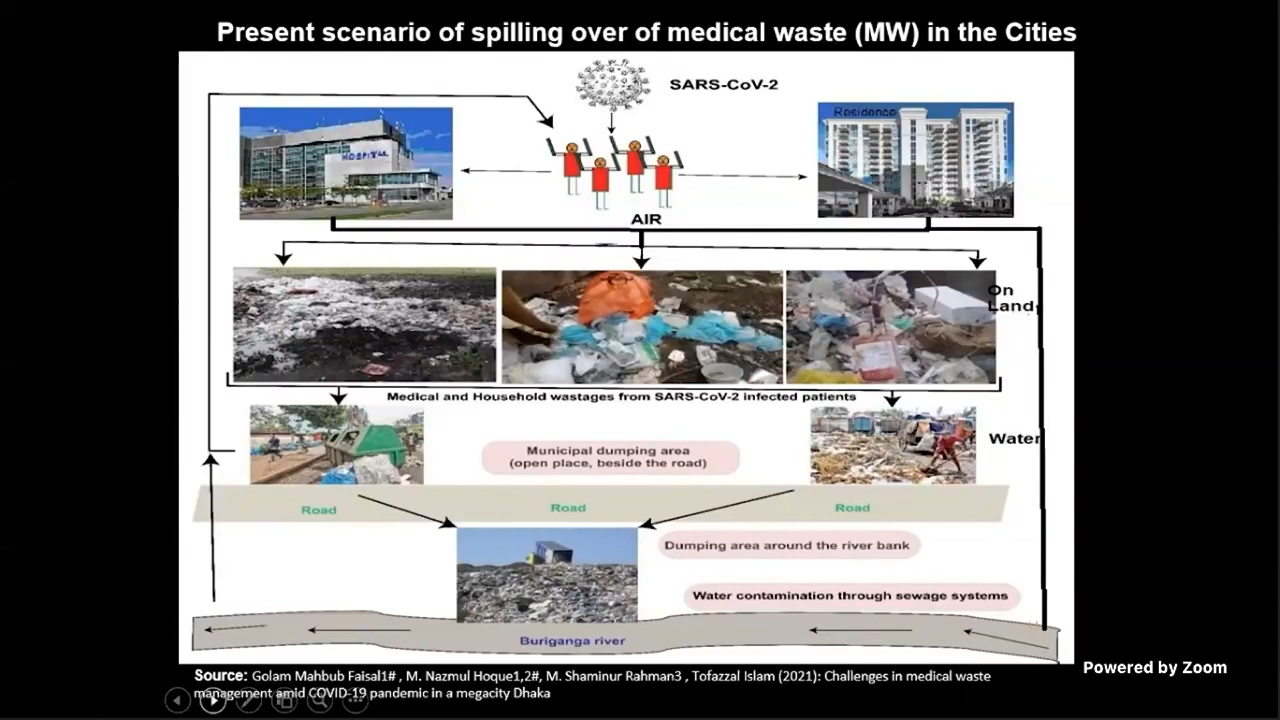 Present scenario of spilling over of medical waste (MW) in the Cities
SARS-CoV-2
HOSPITAL
Residence
AIR
On
Land
Medical and Household wastages from SARS-CoV-2 infected patients
Water
Municipal dumping area
(open place, beside the road)
Road Road Road
Dumping area around the river bank
Water contamination through sewage systems
Buriganga river
Source: Golam Mahbub Faisal1# , M. Nazmul Hoque1,2#, M. Shaminur Rahman3 , Tofazzal Islam (2021): Challenges in medical waste
management amid COVID-19 pandemic in a megacity Dhaka
Powered by Zoom